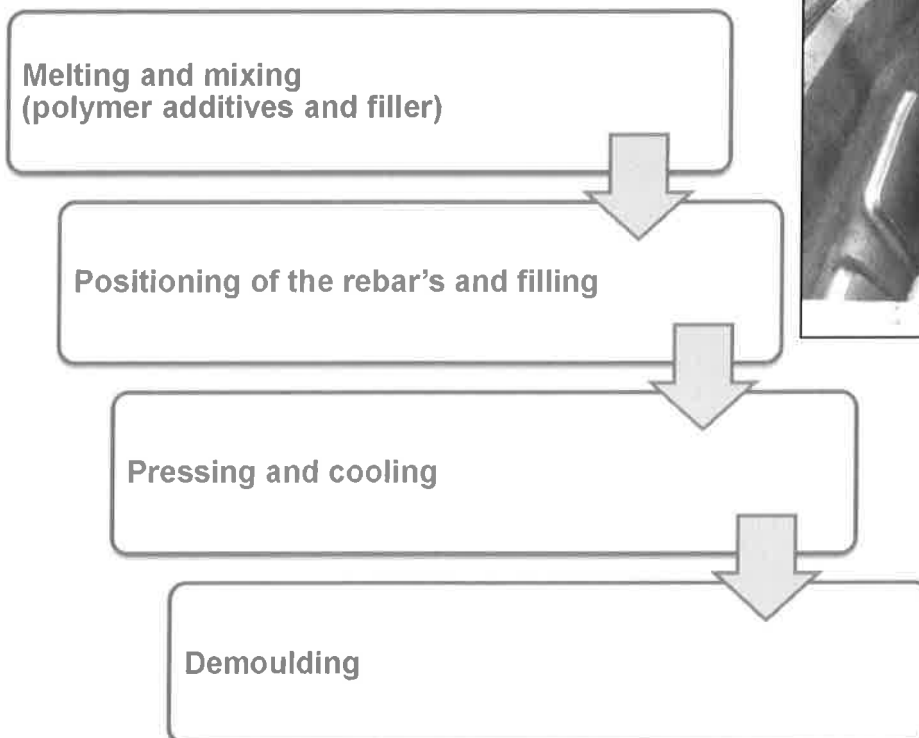 Melting and mixing
(polymer additives and filler)
Positioning of the rebar's and filling
Pressing and cooling
Demoulding